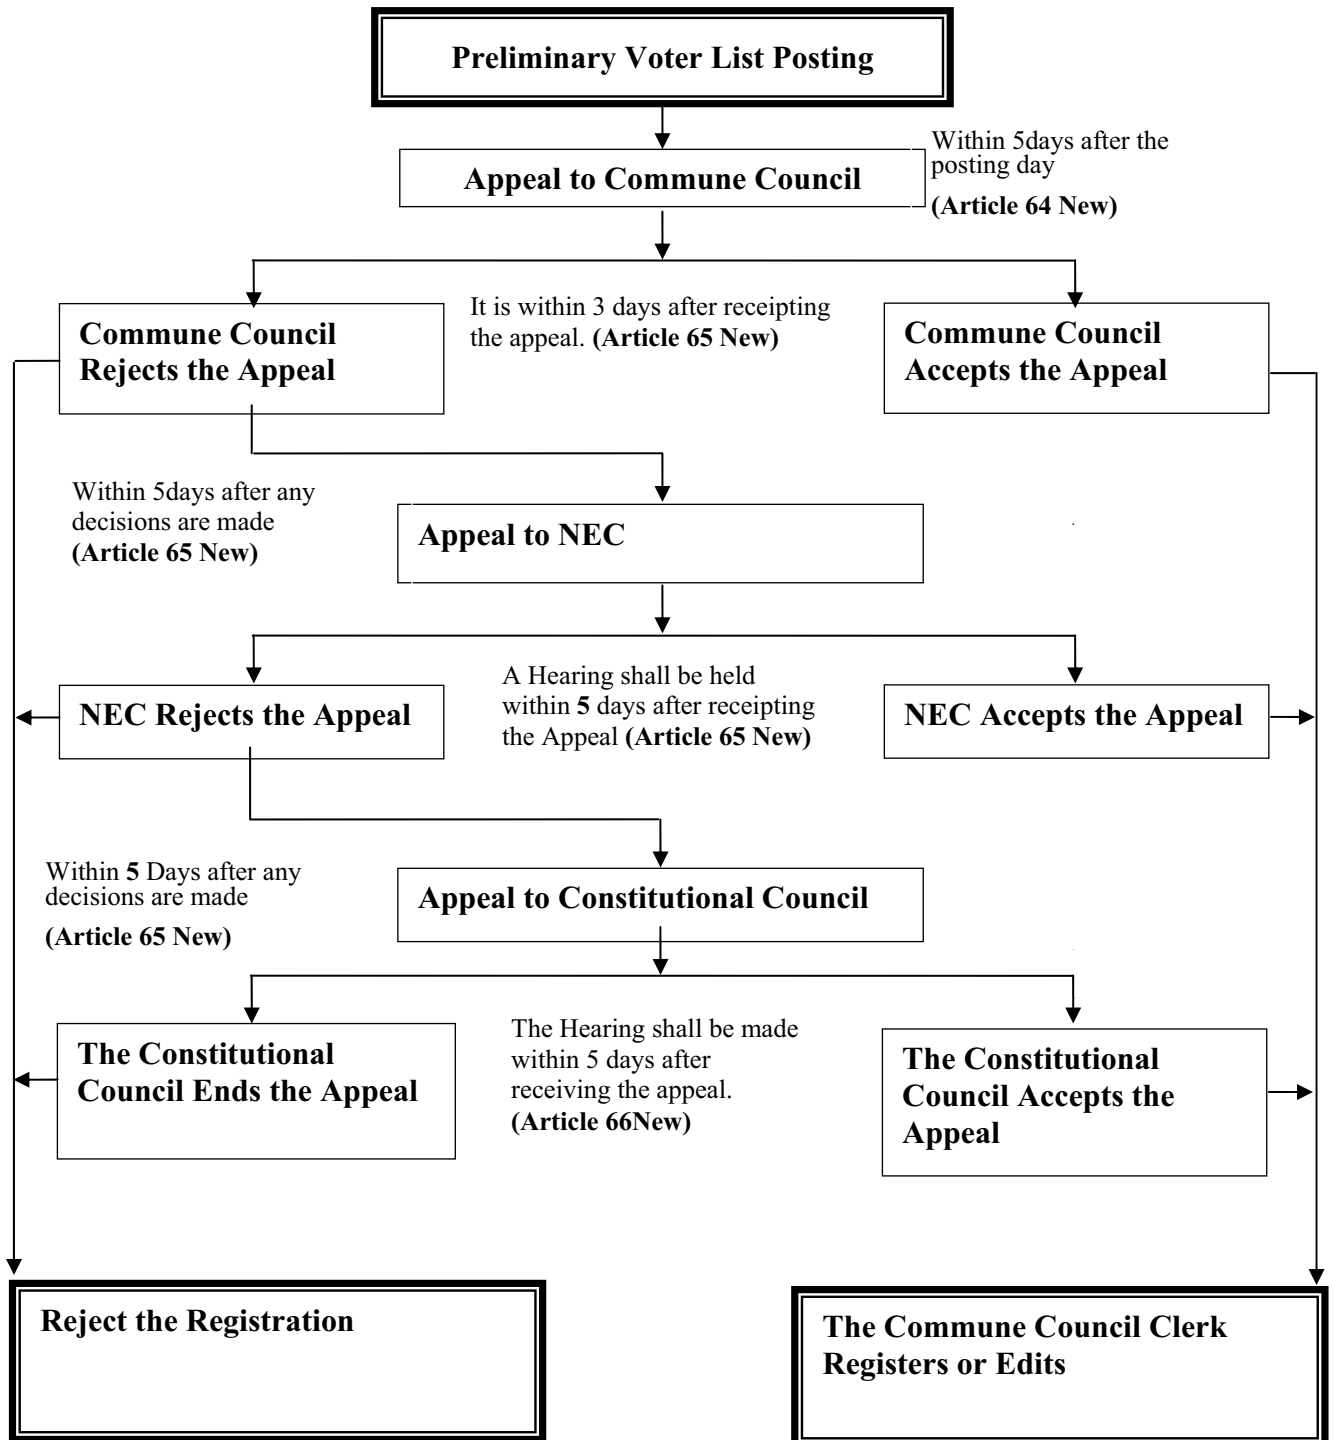 Preliminary Voter List Posting
Within 5days after the
posting day
(Article 64 New)
Appeal to Commune Council
Commune Council
Rejects the Appeal
It is within 3 days after receipting
the appeal. (Article 65 New)
Commune Council
Accepts the Appeal
Within 5days after any
decisions are made
(Article 65 New)
Appeal to NEC
NEC Rejects the Appeal
A Hearing shall be held
within 5 days after receipting
the Appeal (Article 65 New)
NEC Accepts the Appeal
Within 5 Days after any
decisions are made
(Article 65 New)
Appeal to Constitutional Council
The Constitutional
Council Ends the Appeal
The Hearing shall be made
within 5 days after
receiving the appeal.
(Article 66New)
The Constitutional
Council Accepts the
Appeal
Reject the Registration
The Commune Council Clerk
Registers or Edits